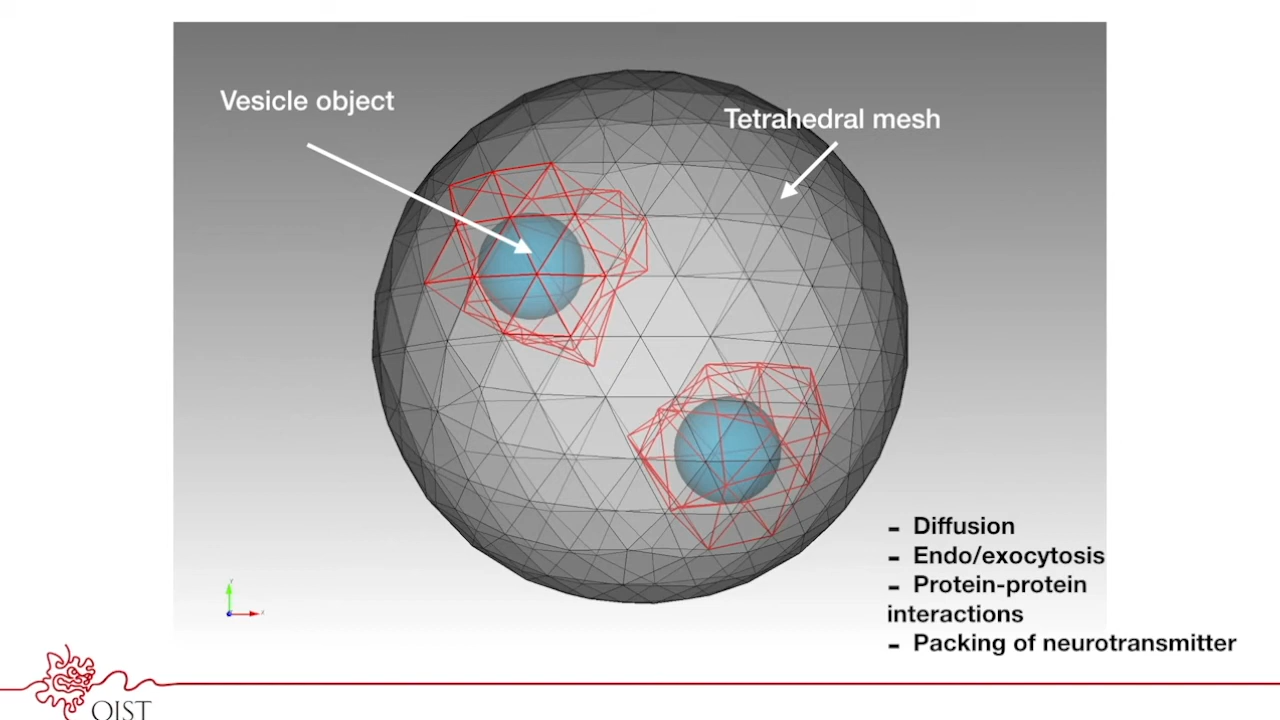 Vesicle object
Tetrahedral mesh
- Diffusion
- Endo/exocytosis
- Protein-protein
interactions
- Packing of neurotransmitter
OIST